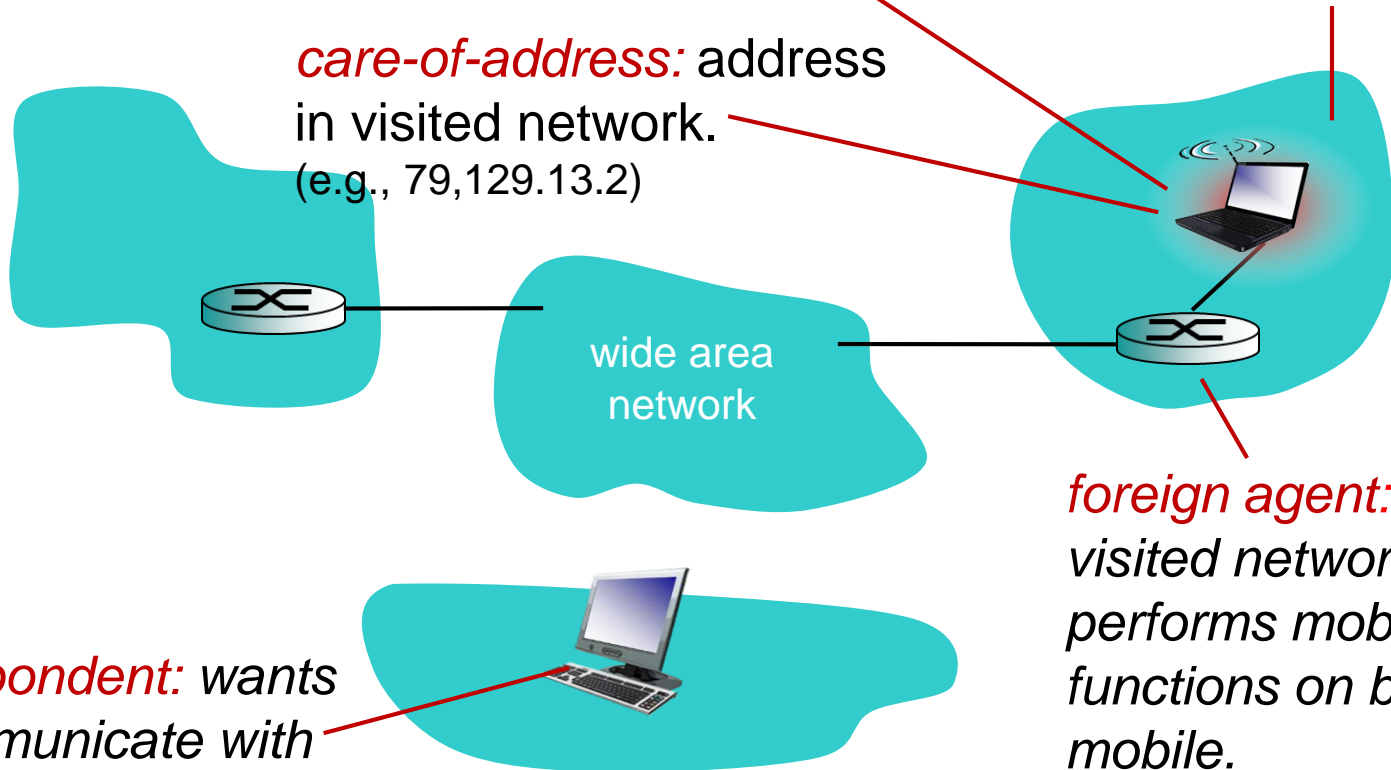 care-of-address: address
in visited network.
(e.g., 79,129.13.2)
wide area
network
foreign agent:
visited networ
performs mob
functions on b
mobile.
pondent: wants
municate with